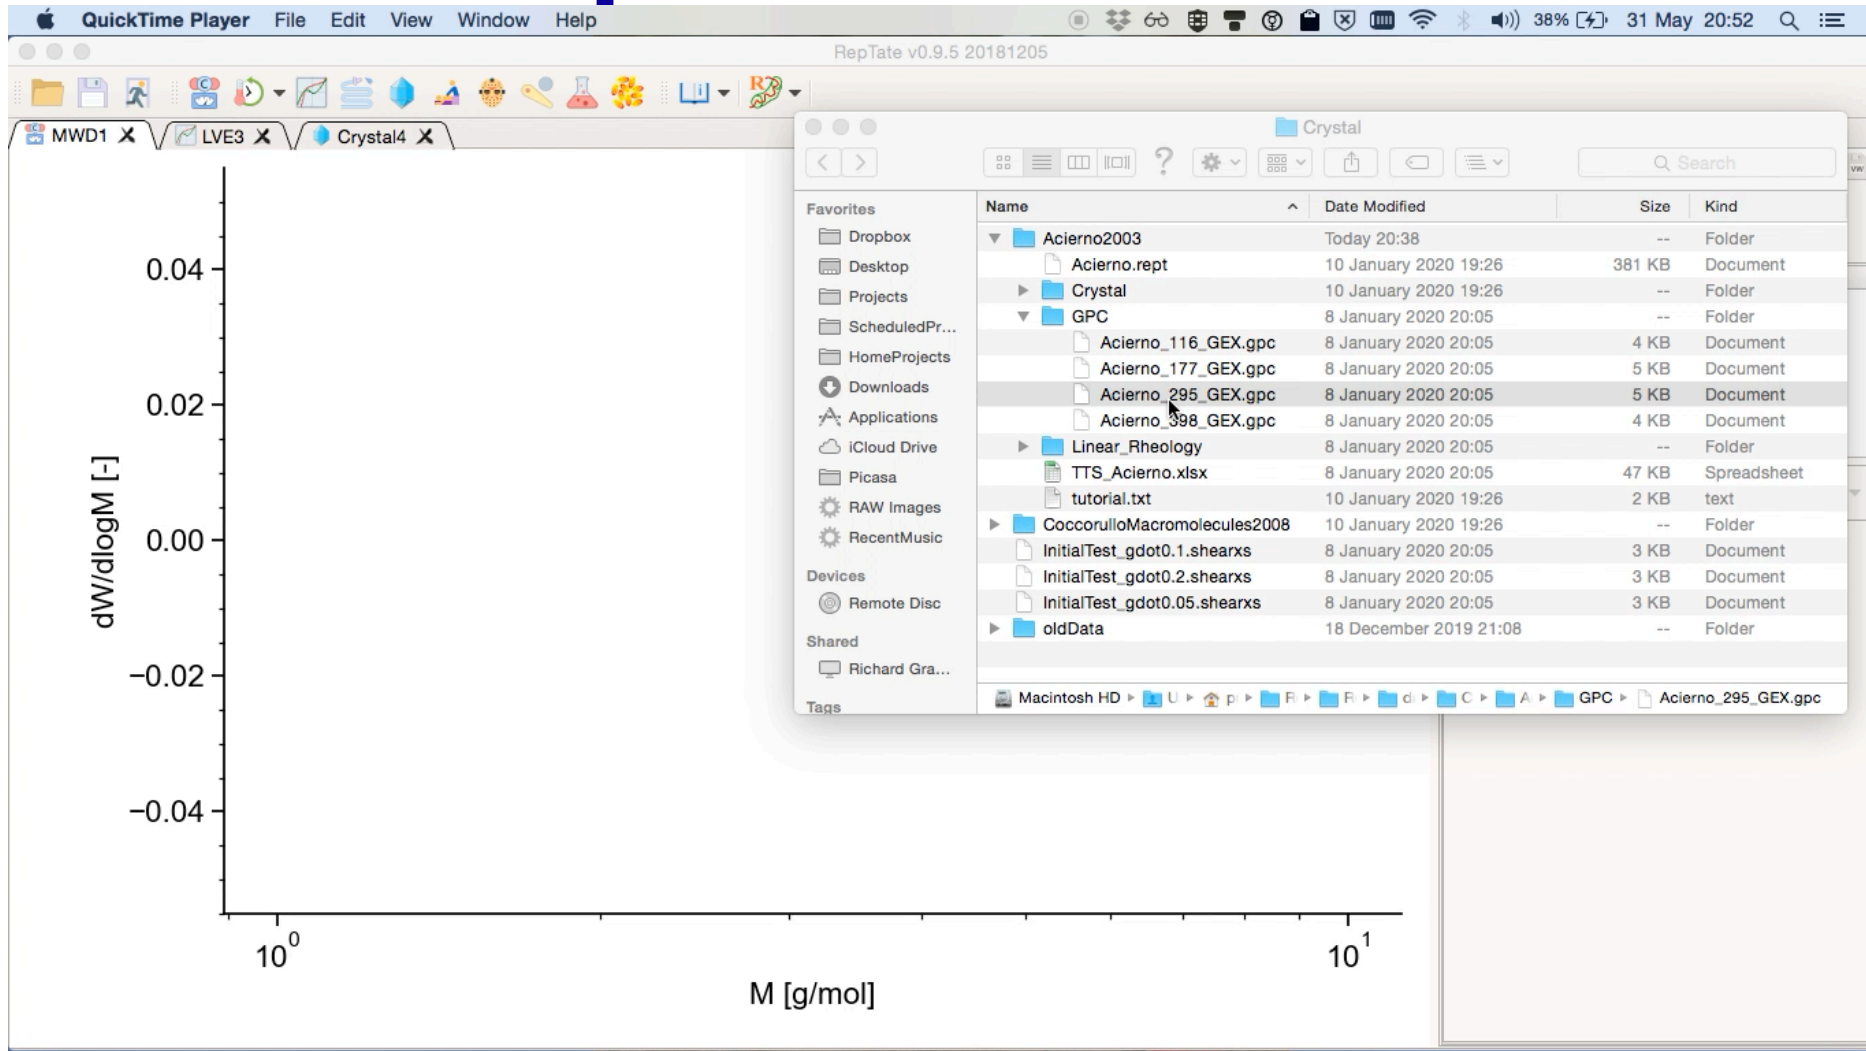 QuickTime Player File Edit View Window Help 38% 31 May 20:52
RepTate v0.9.5 20181205
MWD1 LVE3 Crystal4
Crystal
Search
Name Date Modified Size Kind
Favorites
Dropbox
Desktop
Projects
ScheduledPr...
HomeProjects
Downloads
Applications
iCloud Drive
Picasa
RAW Images
RecentMusic
Devices
Remote Disc
Shared
Richard Gra...
Tags
Acierno2003 Today 20:38 -- Folder
Acierno.rept 10 January 2020 19:26 381 KB Document
Crystal 10 January 2020 19:26 -- Folder
GPC 8 January 2020 20:05 -- Folder
Acierno_116_GEX.gpc 8 January 2020 20:05 4 KB Document
Acierno_177_GEX.gpc 8 January 2020 20:05 5 KB Document
Acierno_295_GEX.gpc 8 January 2020 20:05 5 KB Document
Acierno_398_GEX.gpc 8 January 2020 20:05 4 KB Document
Linear_Rheology 8 January 2020 20:05 -- Folder
TTS_Acierno.xlsx 8 January 2020 20:05 47 KB Spreadsheet
tutorial.txt 10 January 2020 19:26 2 KB text
CoccorulloMacromolecules2008 10 January 2020 19:26 -- Folder
InitialTest_gdot0.1.shearxs 8 January 2020 20:05 3 KB Document
InitialTest_gdot0.2.shearxs 8 January 2020 20:05 3 KB Document
InitialTest_gdot0.05.shearxs 8 January 2020 20:05 3 KB Document
oldData 18 December 2019 21:08 -- Folder
Macintosh HD U p R R d C A GPC Acierno_295_GEX.gpc
0.04
0.02
0.00
−0.02
−0.04
dW/dlogM [-]
10^0 10^1
M [g/mol]